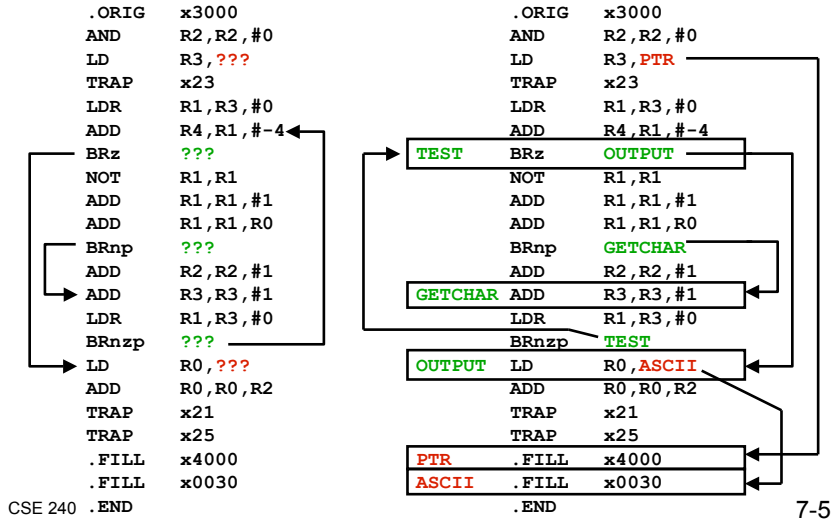 .ORIG x3000
AND R2,R2,#0
LD R3,???
TRAP x23
LDR R1,R3,#0
ADD R4,R1,#-4
BRz ???
NOT R1,R1
ADD R1,R1,#1
ADD R1,R1,R0
BRnp ???
ADD R2,R2,#1
ADD R3,R3,#1
LDR R1,R3,#0
BRnzp ???
LD R0,???
ADD R0,R0,R2
TRAP x21
TRAP x25
.FILL x4000
.FILL x0030
CSE 240 .END
.ORIG x3000
AND R2,R2,#0
LD R3,PTR
TRAP x23
LDR R1,R3,#0
ADD R4,R1,#-4
TEST BRz OUTPUT
NOT R1,R1
ADD R1,R1,#1
ADD R1,R1,R0
BRnp GETCHAR
ADD R2,R2,#1
GETCHAR ADD R3,R3,#1
LDR R1,R3,#0
BRnzp TEST
OUTPUT LD R0,ASCII
ADD R0,R0,R2
TRAP x21
TRAP x25
PTR .FILL x4000
ASCII .FILL x0030
.END
7-5